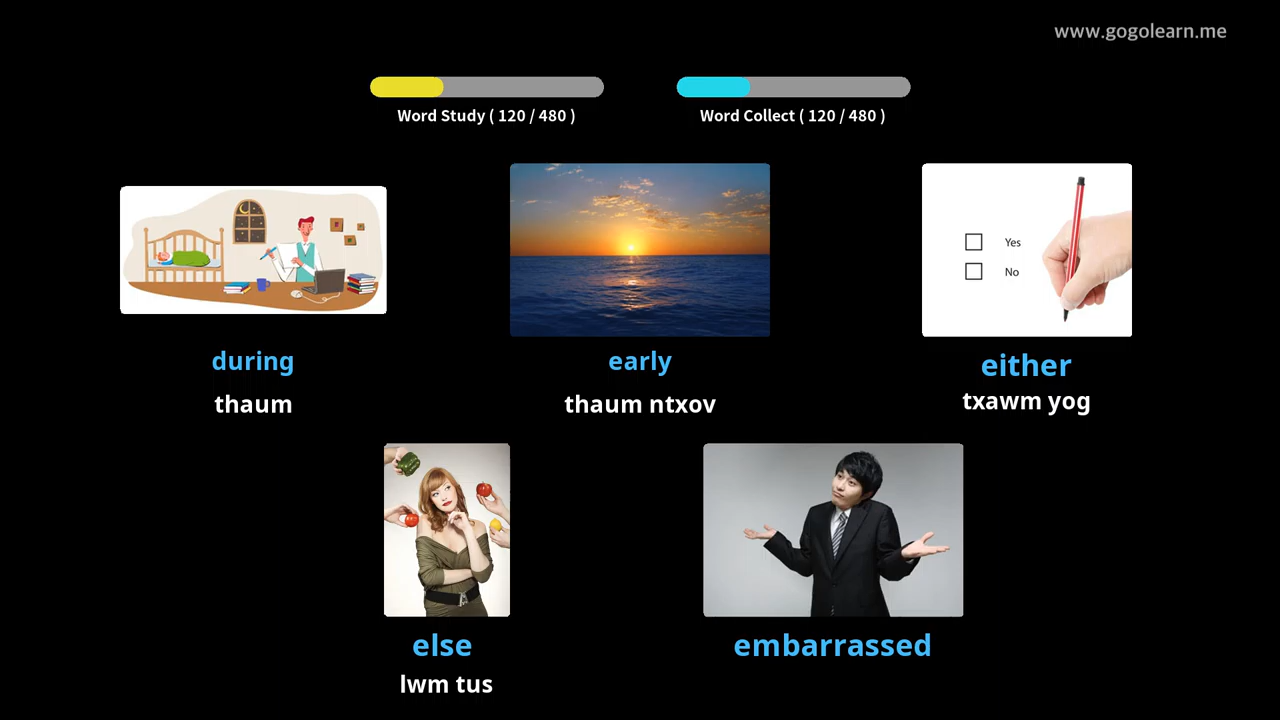 www.gogolearn.me
Word Study ( 120 / 480 )
Word Collect ( 120 / 480 )
Yes
No
during
early
either
thaum
thaum ntxov
txawm yog
else
embarrassed
lwm tus